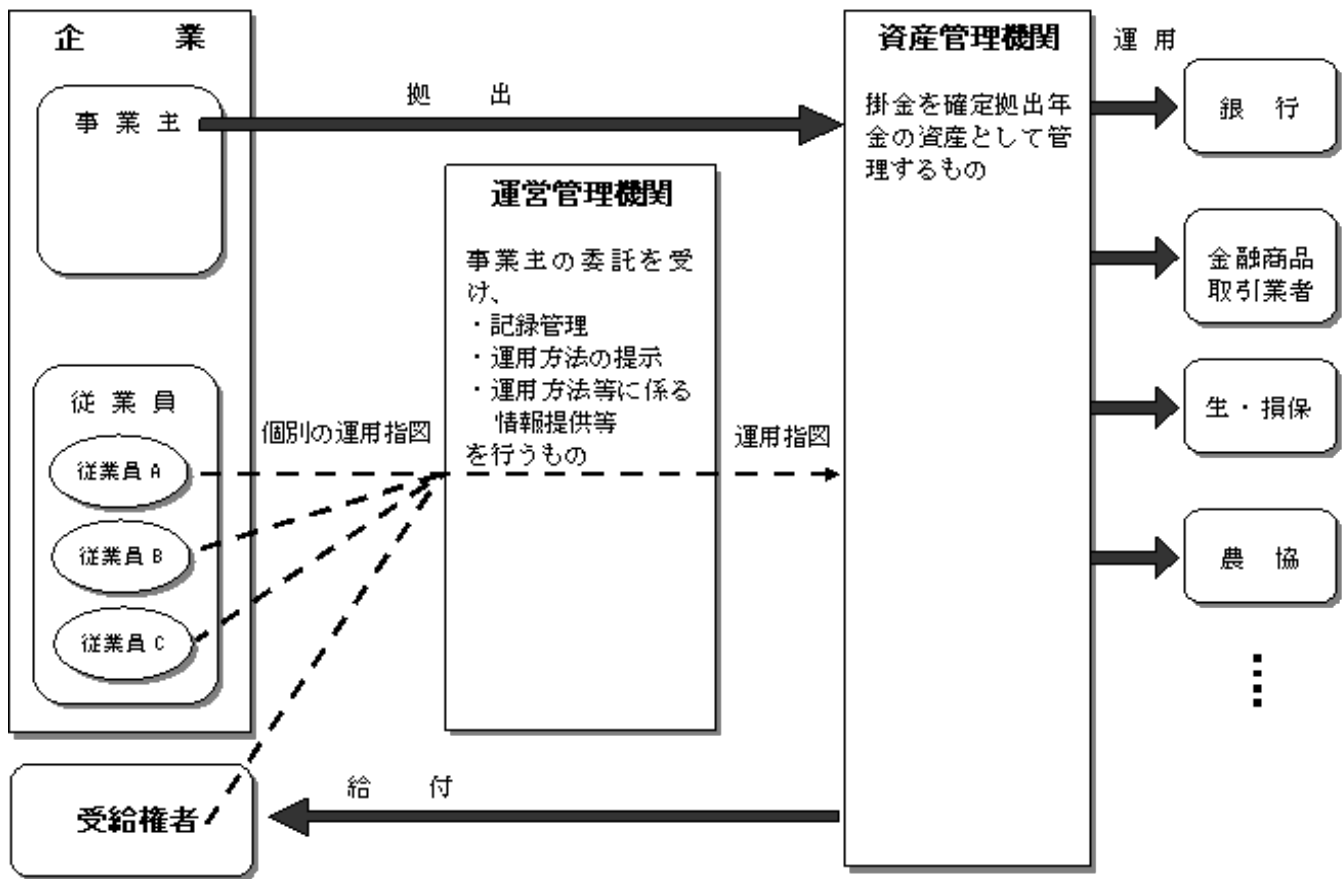 企業
事業主
従業員
従業員A
従業員B
従業員C
受給権者
拠出
個別の運用指図
運営管理機関
事業主の委託を受
け、
・記録管理
・運用方法の提示
・運用方法等に係る
情報提供等
を行うもの
運用指図
給付
資産管理機関
掛金を確定拠出年
金の資産として管
理するもの
運用
銀行
金融商品
取引業者
生・損保
農協